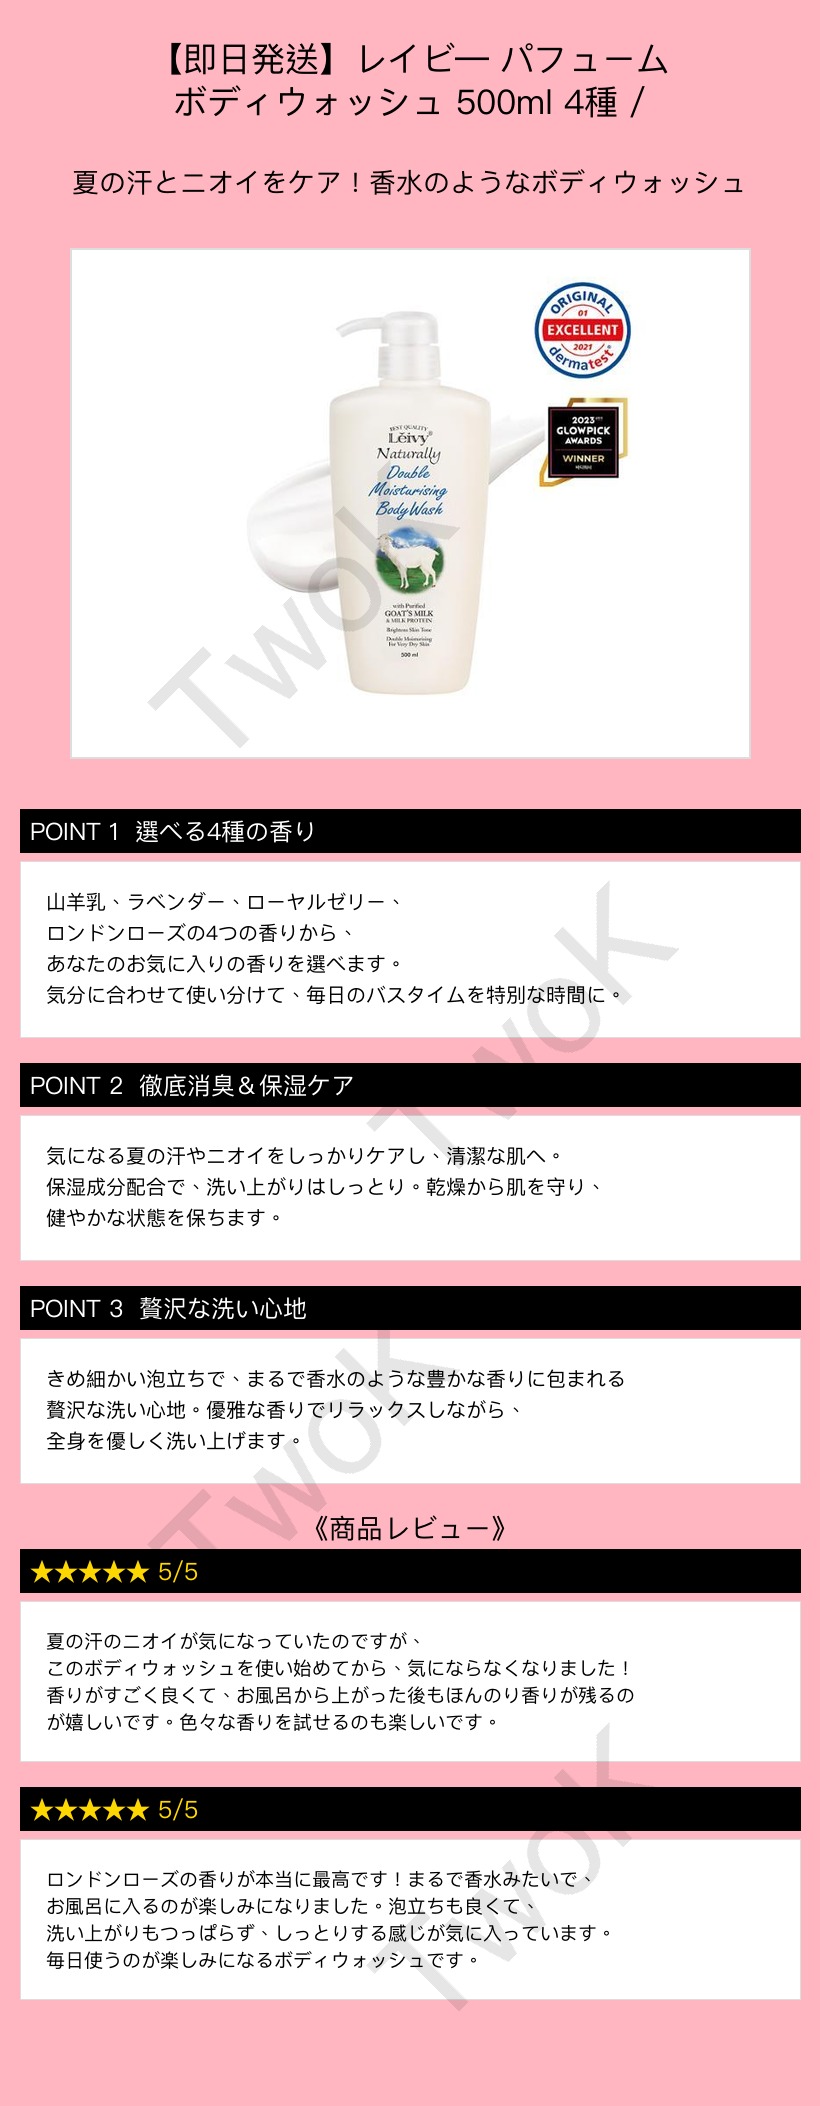 【即日発送】レイビー パフューム
ボディウォッシュ 500ml 4種 /
夏の汗とニオイをケア！香水のようなボディウォッシュ
ORIGINAL
01
EXCELLENT
2021
dermatest®
2023
GLOWPICK
AWARDS
WINNER
BEST QUALITY
Leivy®
Naturally
Double
Moisturising
Body Wash
with Purified
GOAT'S MILK
& MILK PROTEIN
Brightens Skin Tone
Double Moisturising
For Very Dry Skin
500 ml
TwoK
POINT 1 選べる4種の香り
山羊乳、ラベンダー、ローヤルゼリー、
ロンドンローズの4つの香りから、
あなたのお気に入りの香りを選べます。
気分に合わせて使い分けて、毎日のバスタイムを特別な時間に。
TwoK
POINT 2 徹底消臭＆保湿ケア
気になる夏の汗やニオイをしっかりケアし、清潔な肌へ。
保湿成分配合で、洗い上がりはしっとり。乾燥から肌を守り、
健やかな状態を保ちます。
POINT 3 贅沢な洗い心地
きめ細かい泡立ちで、まるで香水のような豊かな香りに包まれる
贅沢な洗い心地。優雅な香りでリラックスしながら、
全身を優しく洗い上げます。
TwoK
《商品レビュー》
★★★★★ 5/5
夏の汗のニオイが気になっていたのですが、
このボディウォッシュを使い始めてから、気にならなくなりました！
香りがすごく良くて、お風呂から上がった後もほんのり香りが残るの
が嬉しいです。色々な香りを試せるのも楽しいです。
★★★★★ 5/5
ロンドンローズの香りが本当に最高です！まるで香水みたいで、
お風呂に入るのが楽しみになりました。泡立ちも良くて、
洗い上がりもつっぱらず、しっとりする感じが気に入っています。
毎日使うのが楽しみになるボディウォッシュです。
TwoK